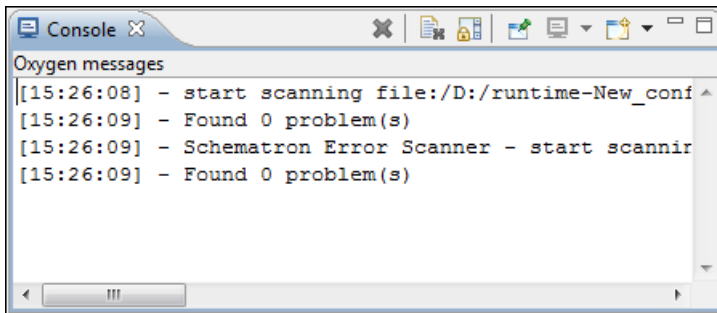 Console
Oxygen messages
[15:26:08] - start scanning file:/D:/runtime-New_conf
[15:26:09] - Found 0 problem(s)
[15:26:09] - Schematron Error Scanner - start scannin
[15:26:09] - Found 0 problem(s)